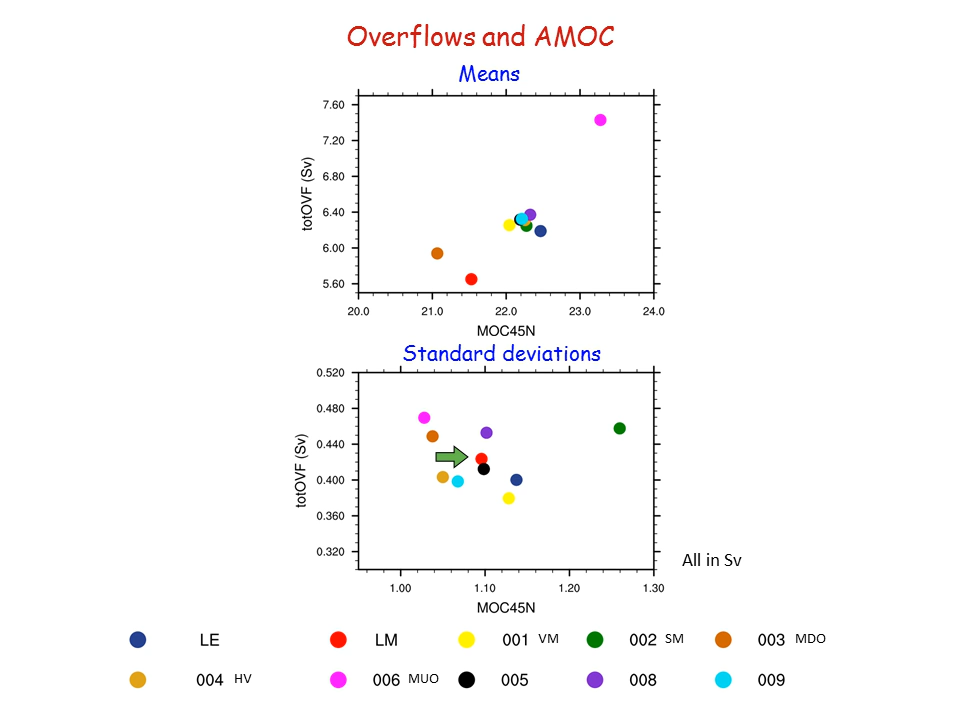 Overflows and AMOC
Means
totOVF (Sv)
7.60
7.20
6.80
6.40
6.00
5.60
20.0 21.0 22.0 23.0 24.0
MOC45N
Standard deviations
totOVF (Sv)
0.520
0.480
0.440
0.400
0.360
0.320
1.00 1.10 1.20 1.30
MOC45N
All in Sv
LE LM 001 VM 002 SM 003 MDO
004 HV 006 MUO 005 008 009